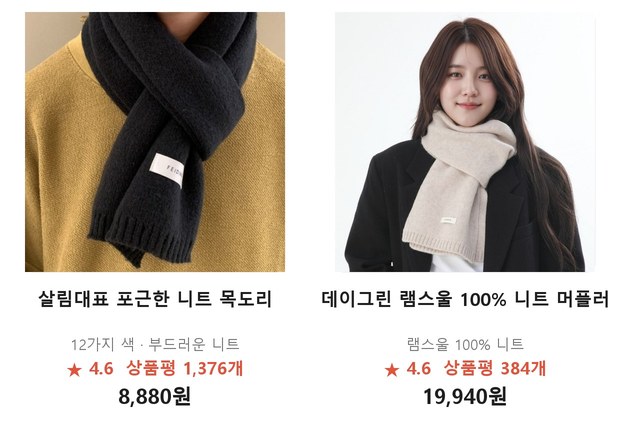 살림대표 포근한 니트 목도리
12가지 색 · 부드러운 니트
★ 4.6 상품평 1,376개
8,880원
데이그린 램스울 100% 니트 머플러
램스울 100% 니트
★ 4.6 상품평 384개
19,940원